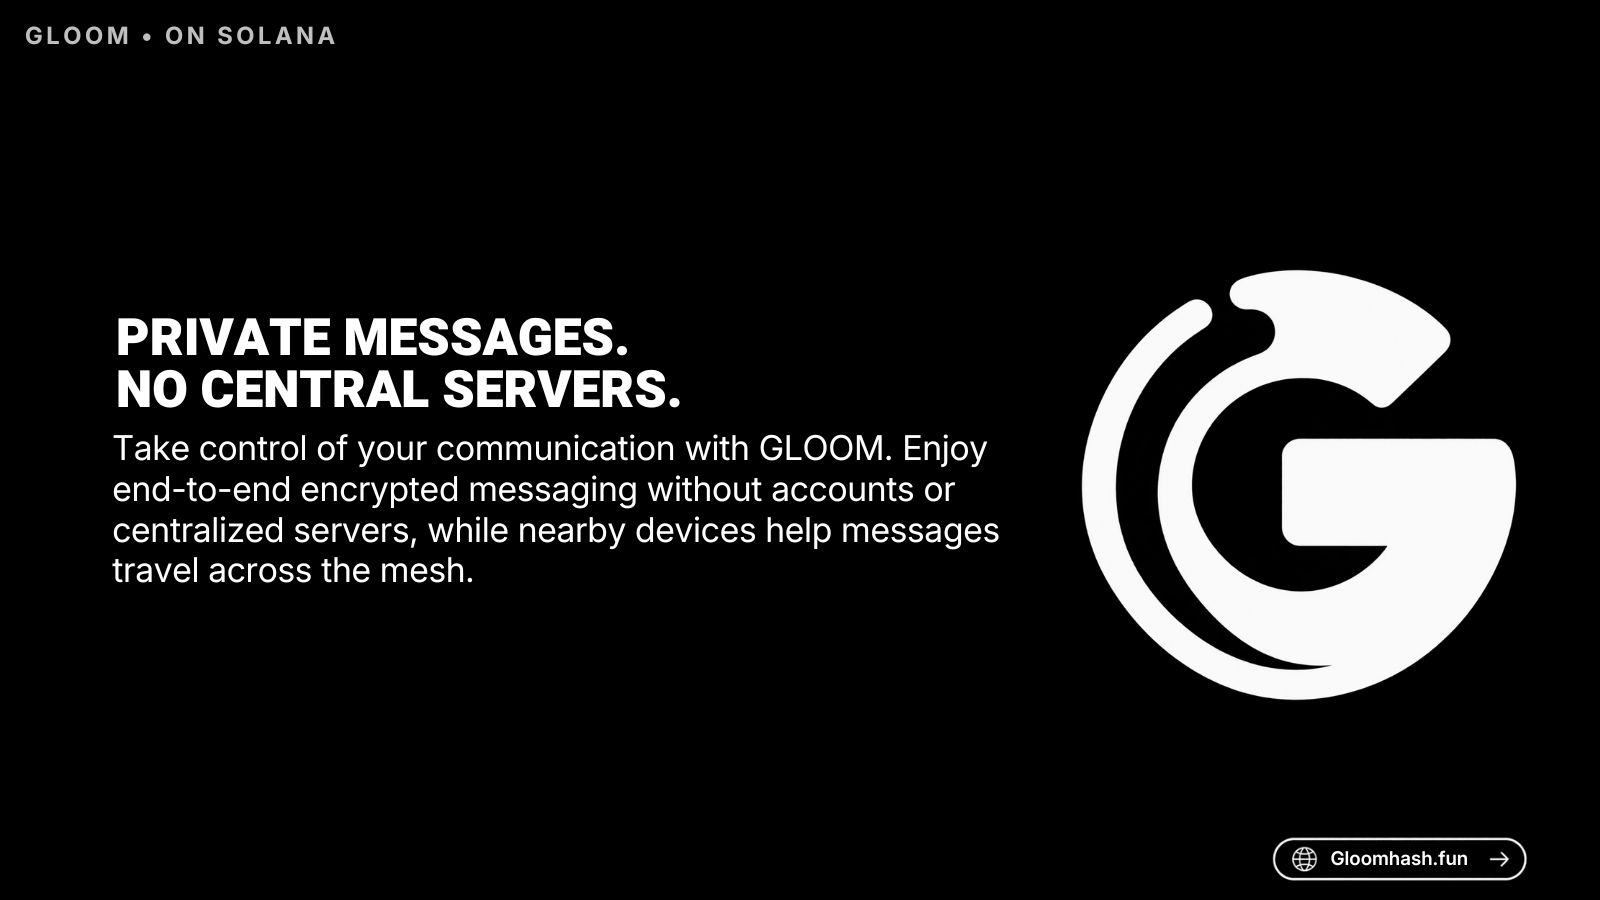 GLOOM • ON SOLANA
PRIVATE MESSAGES.
NO CENTRAL SERVERS.
Take control of your communication with GLOOM. Enjoy
end-to-end encrypted messaging without accounts or
centralized servers, while nearby devices help messages
travel across the mesh.
Gloomhash.fun →